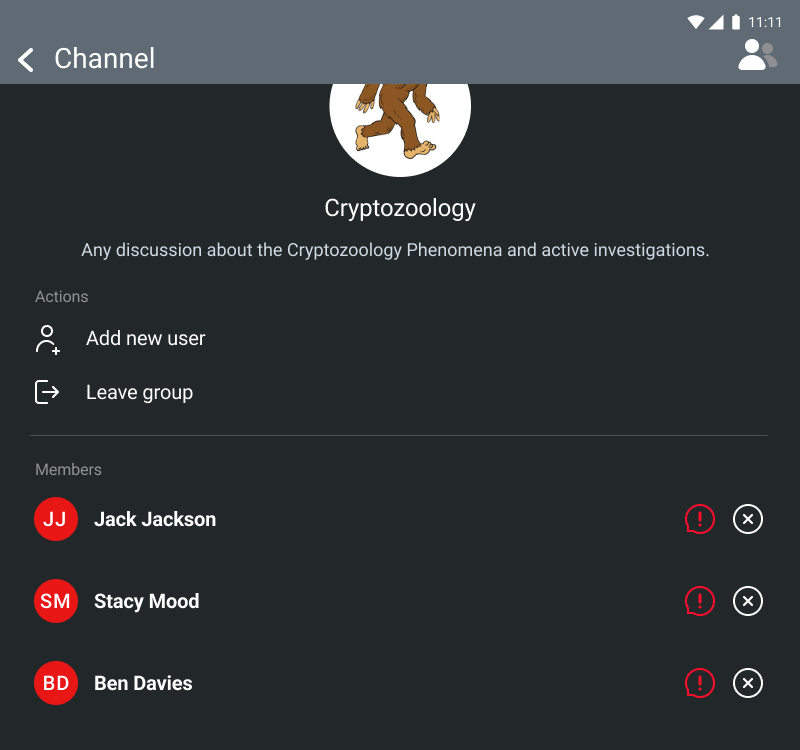 11:11
Channel
Cryptozoology
Any discussion about the Cryptozoology Phenomena and active investigations.
Actions
Add new user
Leave group
Members
JJ Jack Jackson
SM Stacy Mood
BD Ben Davies